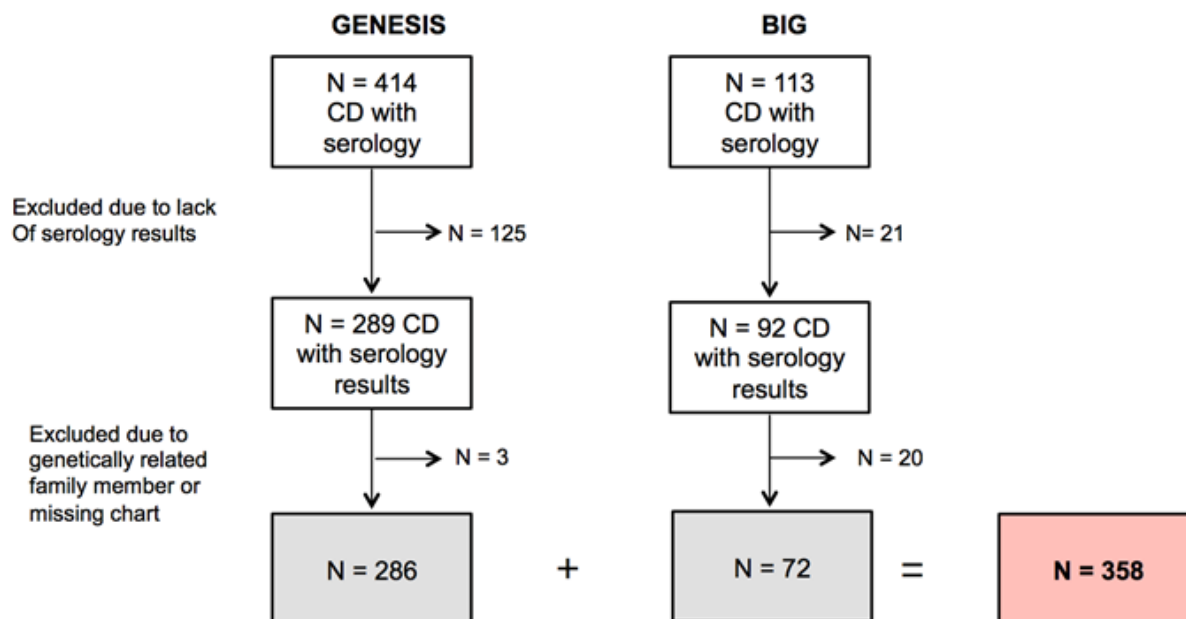 GENESIS
BIG
N = 414
CD with
serology
N = 113
CD with
serology
Excluded due to lack
Of serology results
N = 125
N= 21
N = 289 CD
with serology
results
N = 92 CD
with serology
results
Excluded due to
genetically related
family member or
missing chart
N = 3
N = 20
N = 286
+
N = 72
=
N = 358